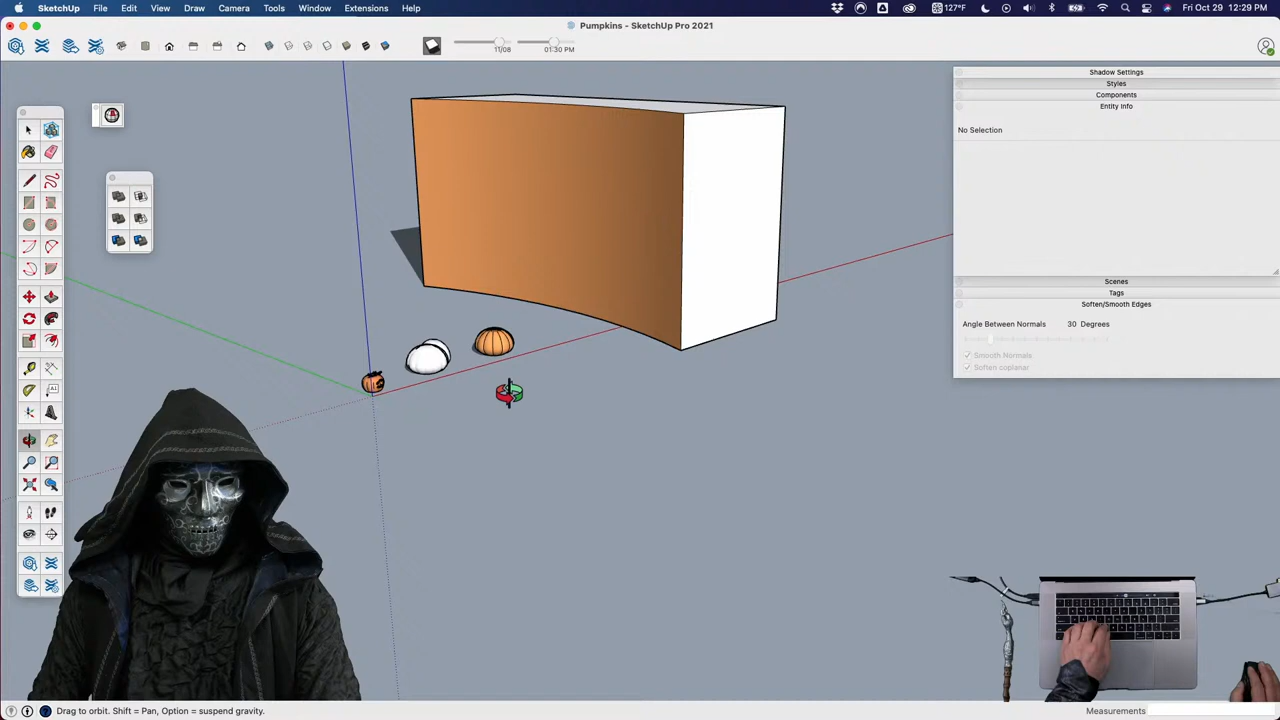 SketchUp File Edit View Draw Camera Tools Window Extensions Help 127°F Fri Oct 29 12:29 PM
Pumpkins - SketchUp Pro 2021
11/08 01:30 PM
Shadow Settings
Styles
Components
Entity Info
No Selection
Scenes
Tags
Soften/Smooth Edges
Angle Between Normals 30 Degrees
Smooth Normals
Soften coplanar
Drag to orbit. Shift = Pan, Option = suspend gravity.
Measurements